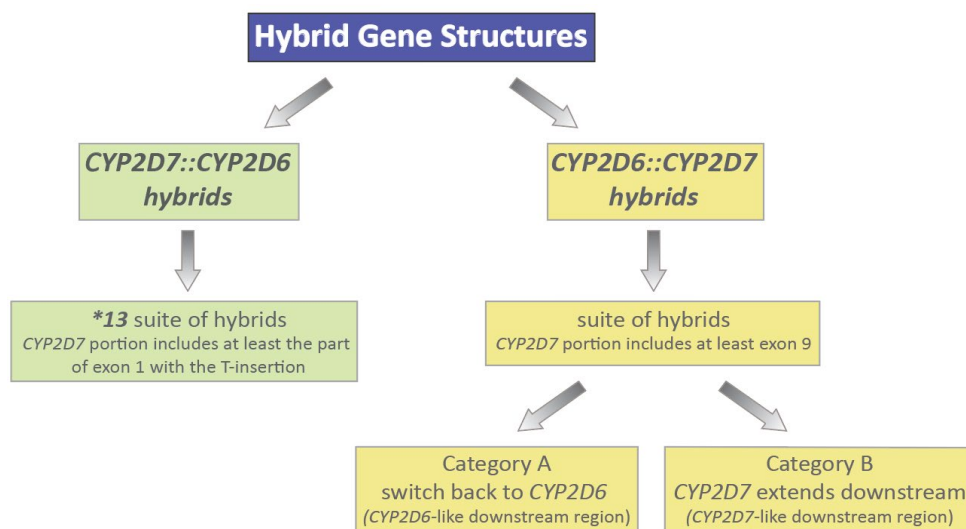 Hybrid Gene Structures
CYP2D7::CYP2D6
hybrids
CYP2D6::CYP2D7
hybrids
*13 suite of hybrids
CYP2D7 portion includes at least the part
of exon 1 with the T-insertion
suite of hybrids
CYP2D7 portion includes at least exon 9
Category A
switch back to CYP2D6
(CYP2D6-like downstream region)
Category B
CYP2D7 extends downstream
(CYP2D7-like downstream region)